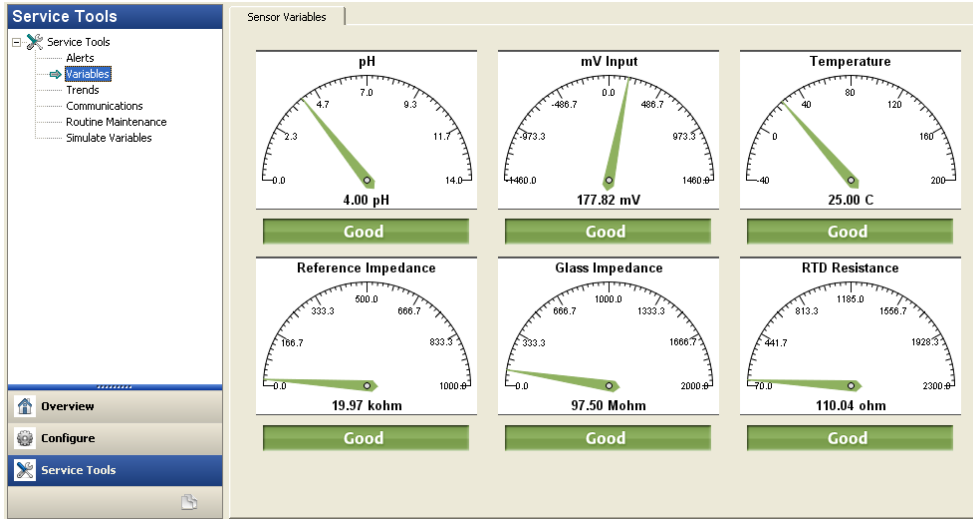 Service Tools
Service Tools
Alerts
Variables
Trends
Communications
Routine Maintenance
Simulate Variables
Overview
Configure
Service Tools
Sensor Variables
pH
0.0 2.3 4.7 7.0 9.3 11.7 14.0
4.00 pH
Good
mV Input
-1460.0 -973.3 -486.7 0.0 486.7 973.3 1460.0
177.82 mV
Good
Temperature
-40 0 40 80 120 160 200
25.00 C
Good
Reference Impedance
0.0 166.7 333.3 500.0 666.7 833.3 1000.0
19.97 kohm
Good
Glass Impedance
0.0 333.3 666.7 1000.0 1333.3 1666.7 2000.0
97.50 Mohm
Good
RTD Resistance
70.0 441.7 813.3 1185.0 1556.7 1928.3 2300.0
110.04 ohm
Good